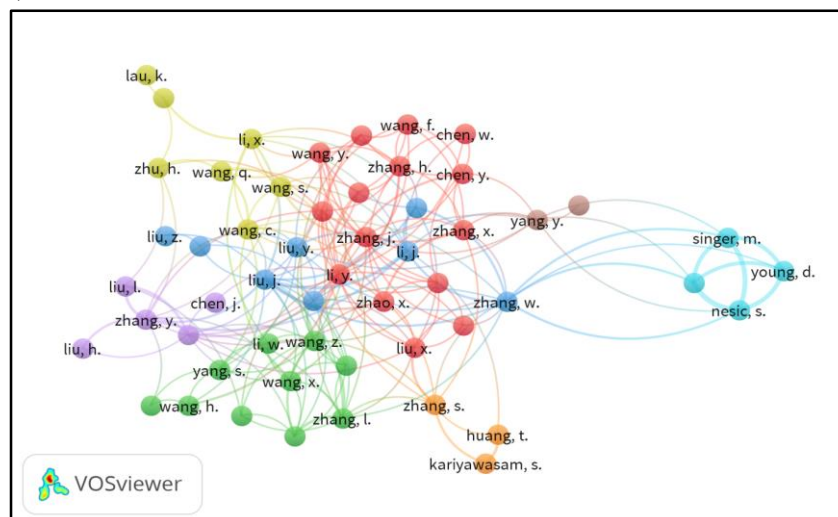 lau, k.
wang, f.
chen, w.
li, x.
wang, y.
zhang, h.
zhu, h.
wang, q.
chen, y.
wang, s.
yang, y.
wang, c.
zhang, j.
zhang, x.
liu, z.
liu, y.
li, j.
singer, m.
young, d.
liu, l.
liu, j.
li, y.
chen, j.
zhao, x.
zhang, w.
nesic, s.
zhang, y.
liu, h.
li, w.
wang, z.
liu, x.
yang, s.
wang, x.
wang, h.
zhang, l.
zhang, s.
huang, t.
kariyawasam, s.
VOSviewer